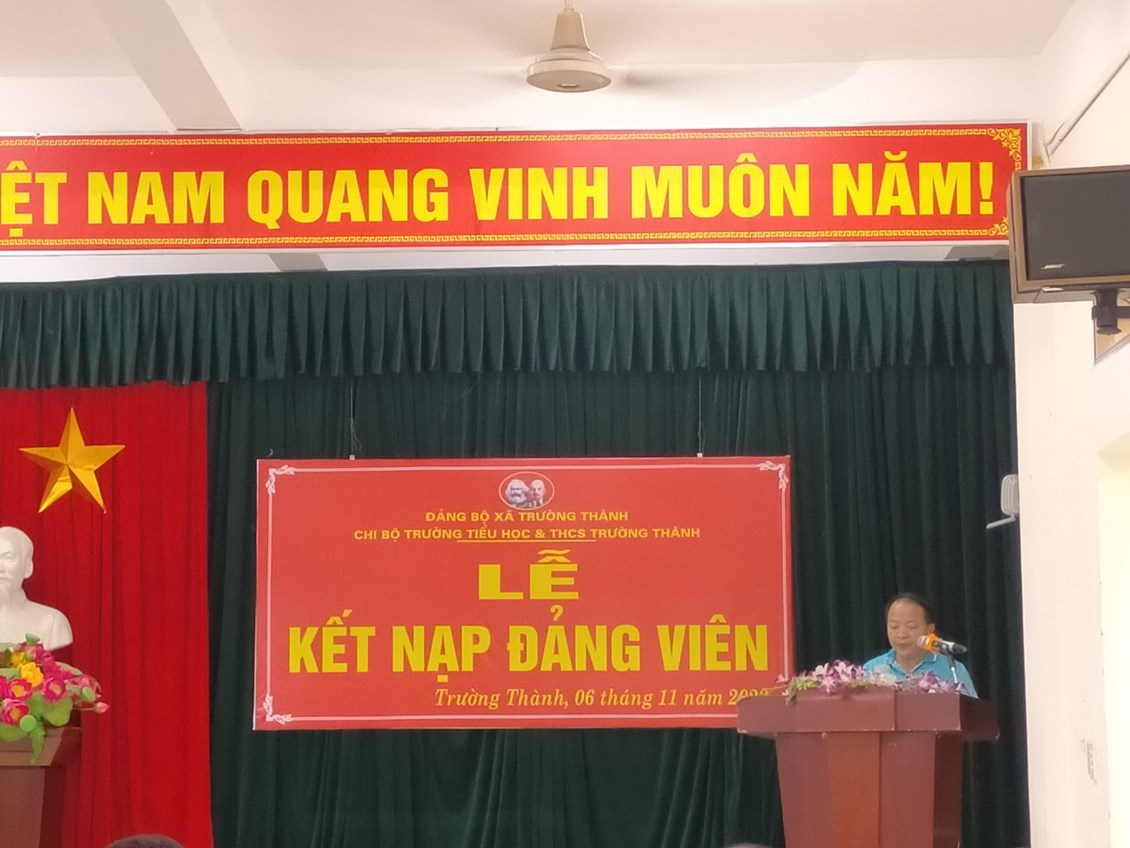 ỆT NAM QUANG VINH MUÔN NĂM!
ĐẢNG BỘ XÃ TRƯỜNG THÀNH
CHI BỘ TRƯỜNG TIỂU HỌC & THCS TRƯỜNG THÀNH
LỄ
KẾT NẠP ĐẢNG VIÊN
Trường Thành, 06 tháng 11 năm